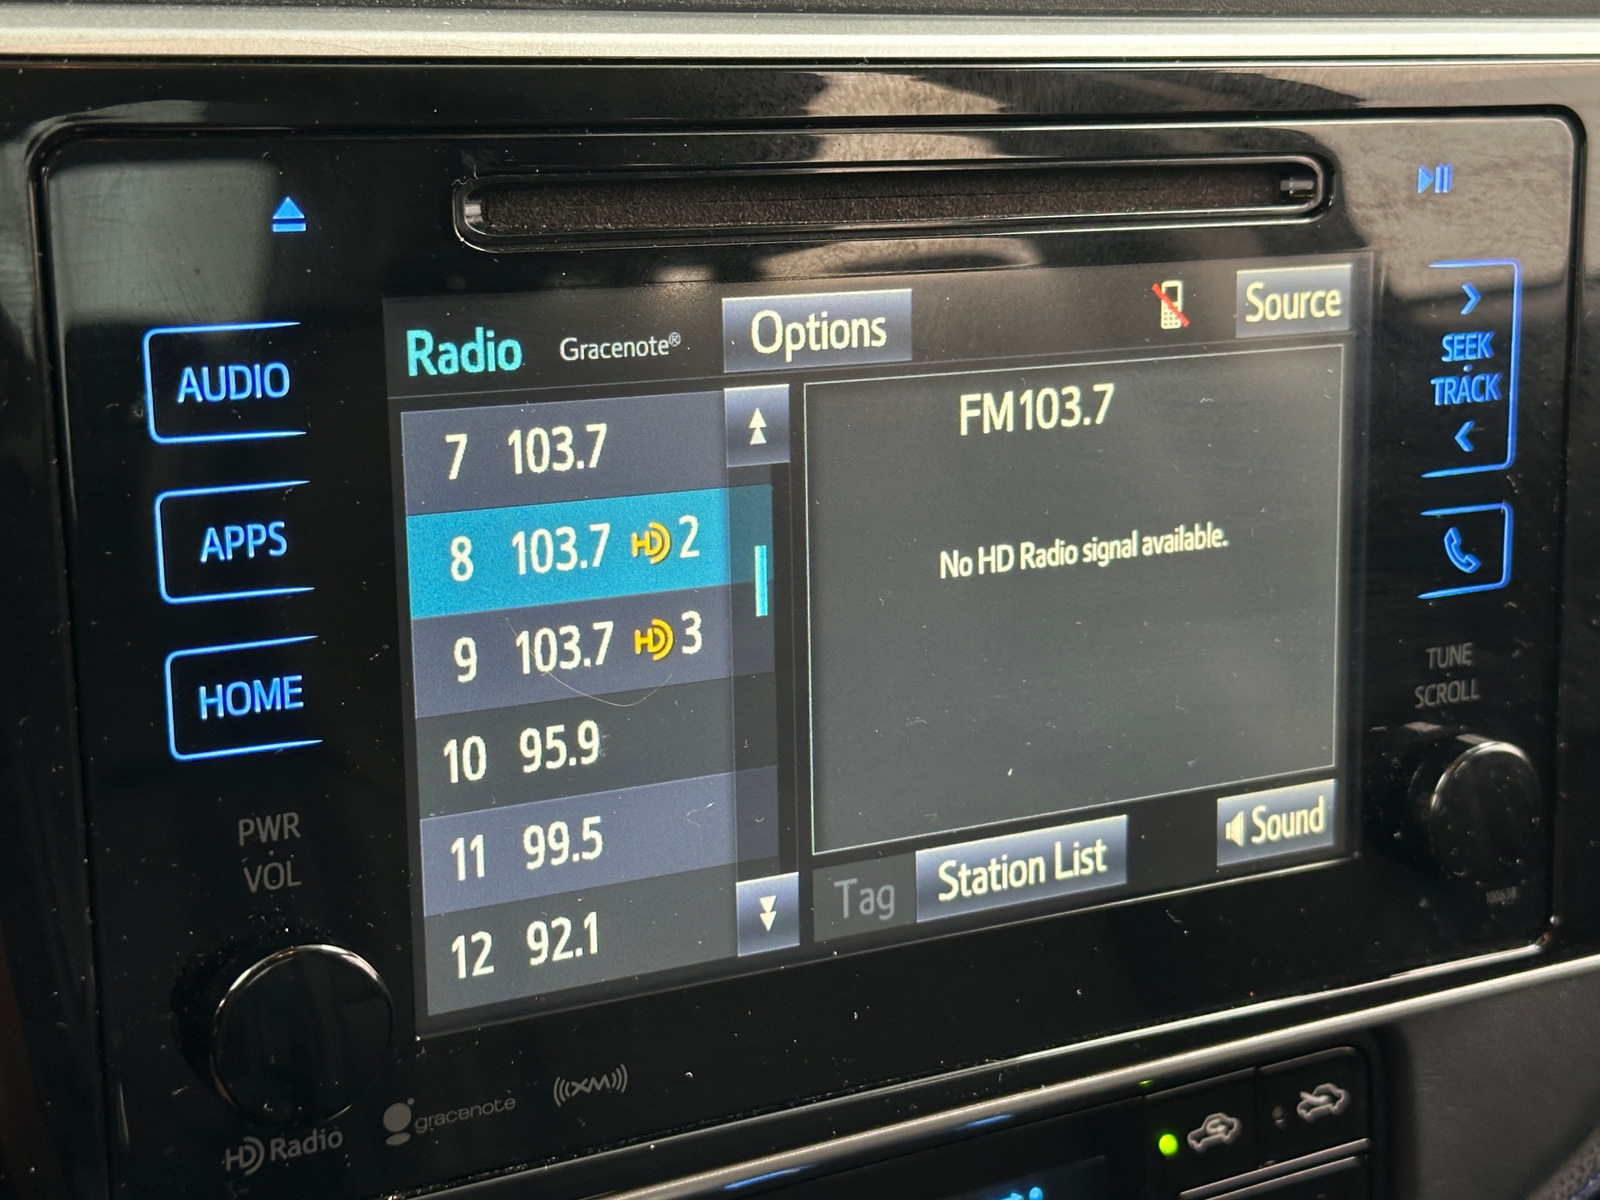 AUDIO
APPS
HOME
PWR
VOL
Radio
Gracenote®
Options
Source
7 103.7
8 103.7 HD 2
9 103.7 HD 3
10 95.9
11 99.5
12 92.1
FM103.7
No HD Radio signal available.
Tag
Station List
Sound
SEEK
TRACK
TUNE
SCROLL
HD Radio
gracenote
((XM))